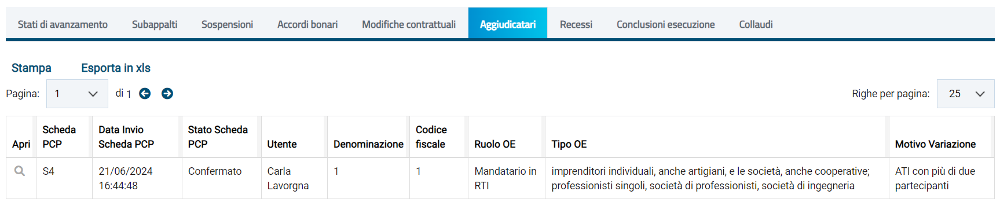 Stati di avanzamento Subappalti Sospensioni Accordi bonari Modifiche contrattuali Aggiudicatari Recessi Conclusioni esecuzione Collaudi
Stampa Esporta in xls
Pagina: 1 di 1 Righe per pagina: 25
Apri Scheda PCP Data Invio Scheda PCP Stato Scheda PCP Utente Denominazione Codice fiscale Ruolo OE Tipo OE Motivo Variazione
S4 21/06/2024 Confermato Carla 1 1 Mandatario in imprenditori individuali, anche artigiani, e le società, anche cooperative; ATI con più di due
16:44:48 Lavorgna RTI professionisti singoli, società di professionisti, società di ingegneria partecipanti